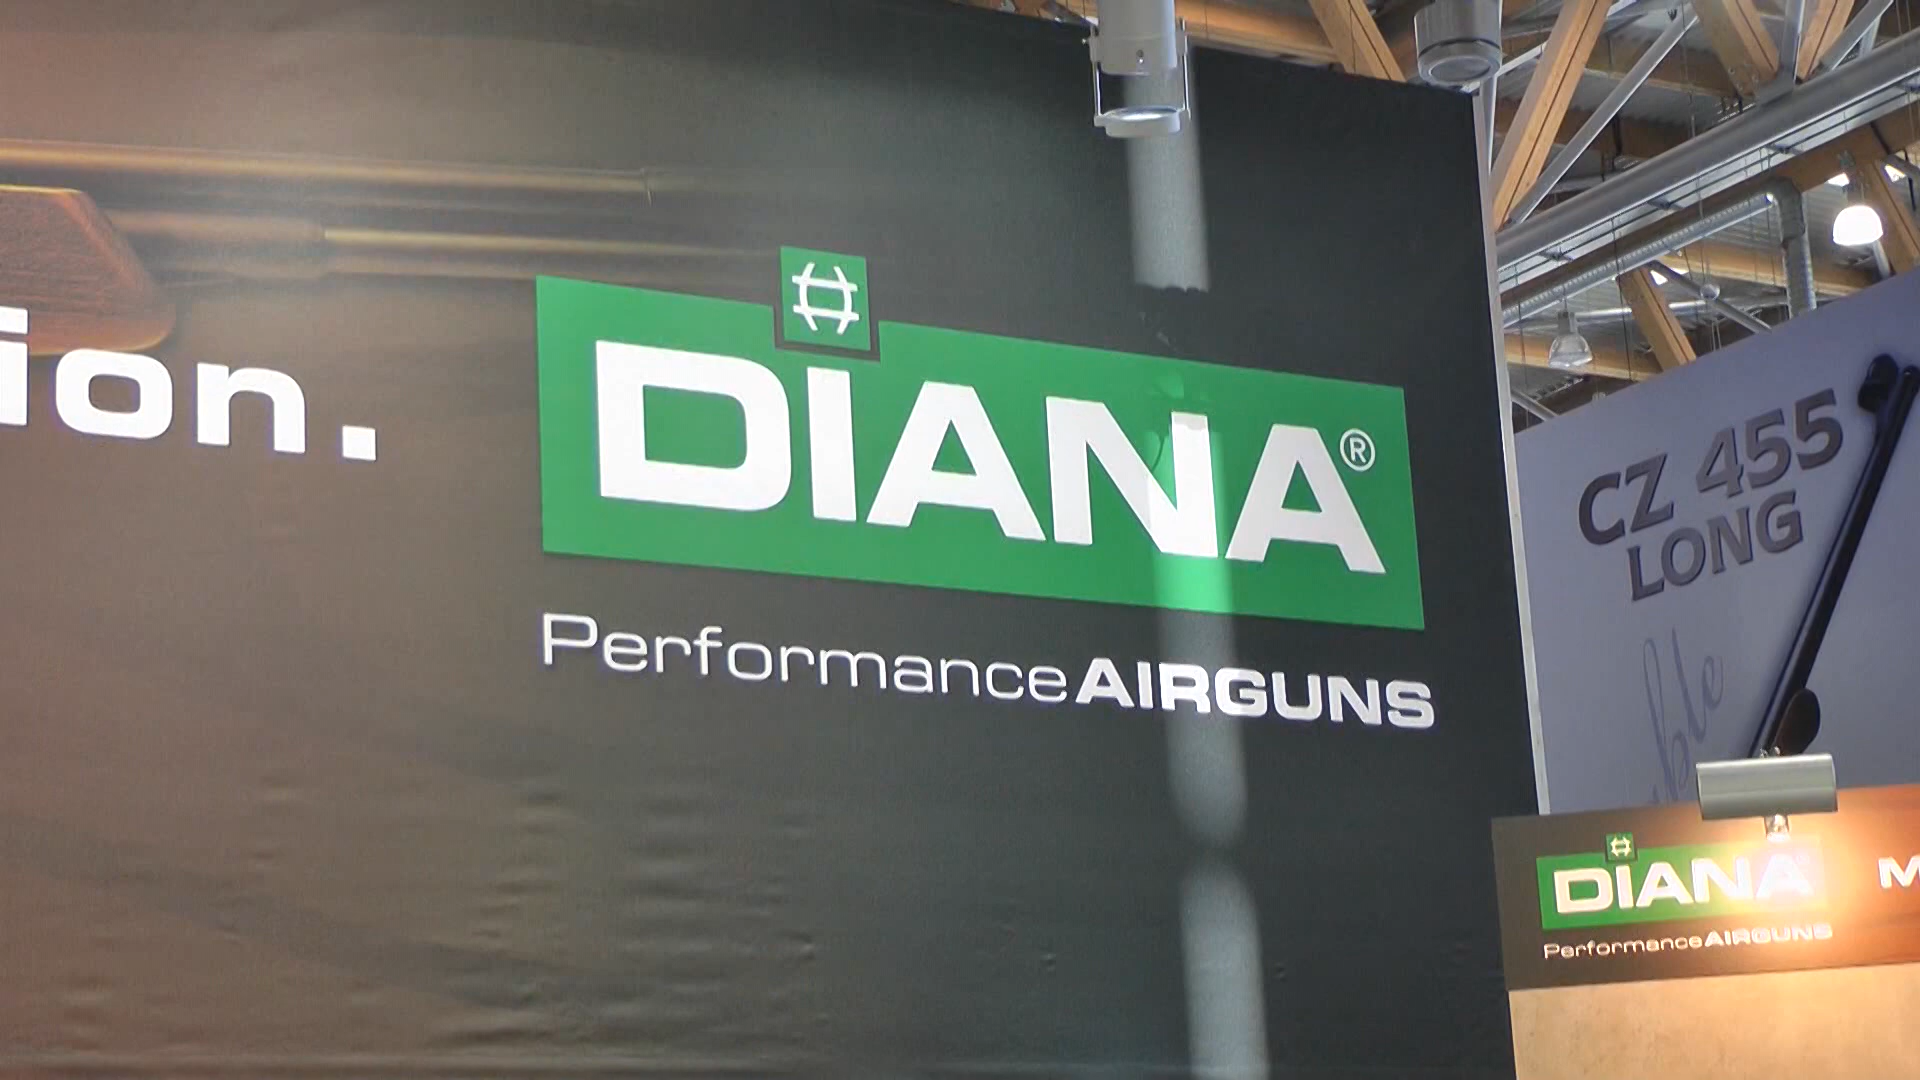 ion.
DIANA®
PerformanceAIRGUNS
CZ 455
LONG
DIANA
PerformanceAIRGUNS
M